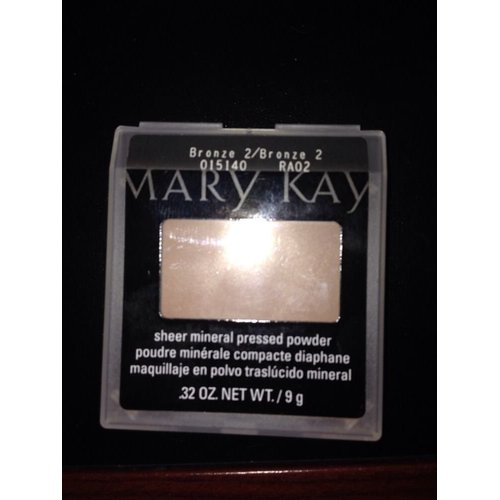 Bronze 2/Bronze 2
015140 RA02
MARY KAY
sheer mineral pressed powder
poudre minérale compacte diaphane
maquillaje en polvo traslúcido mineral
.32 OZ. NET WT. / 9 g